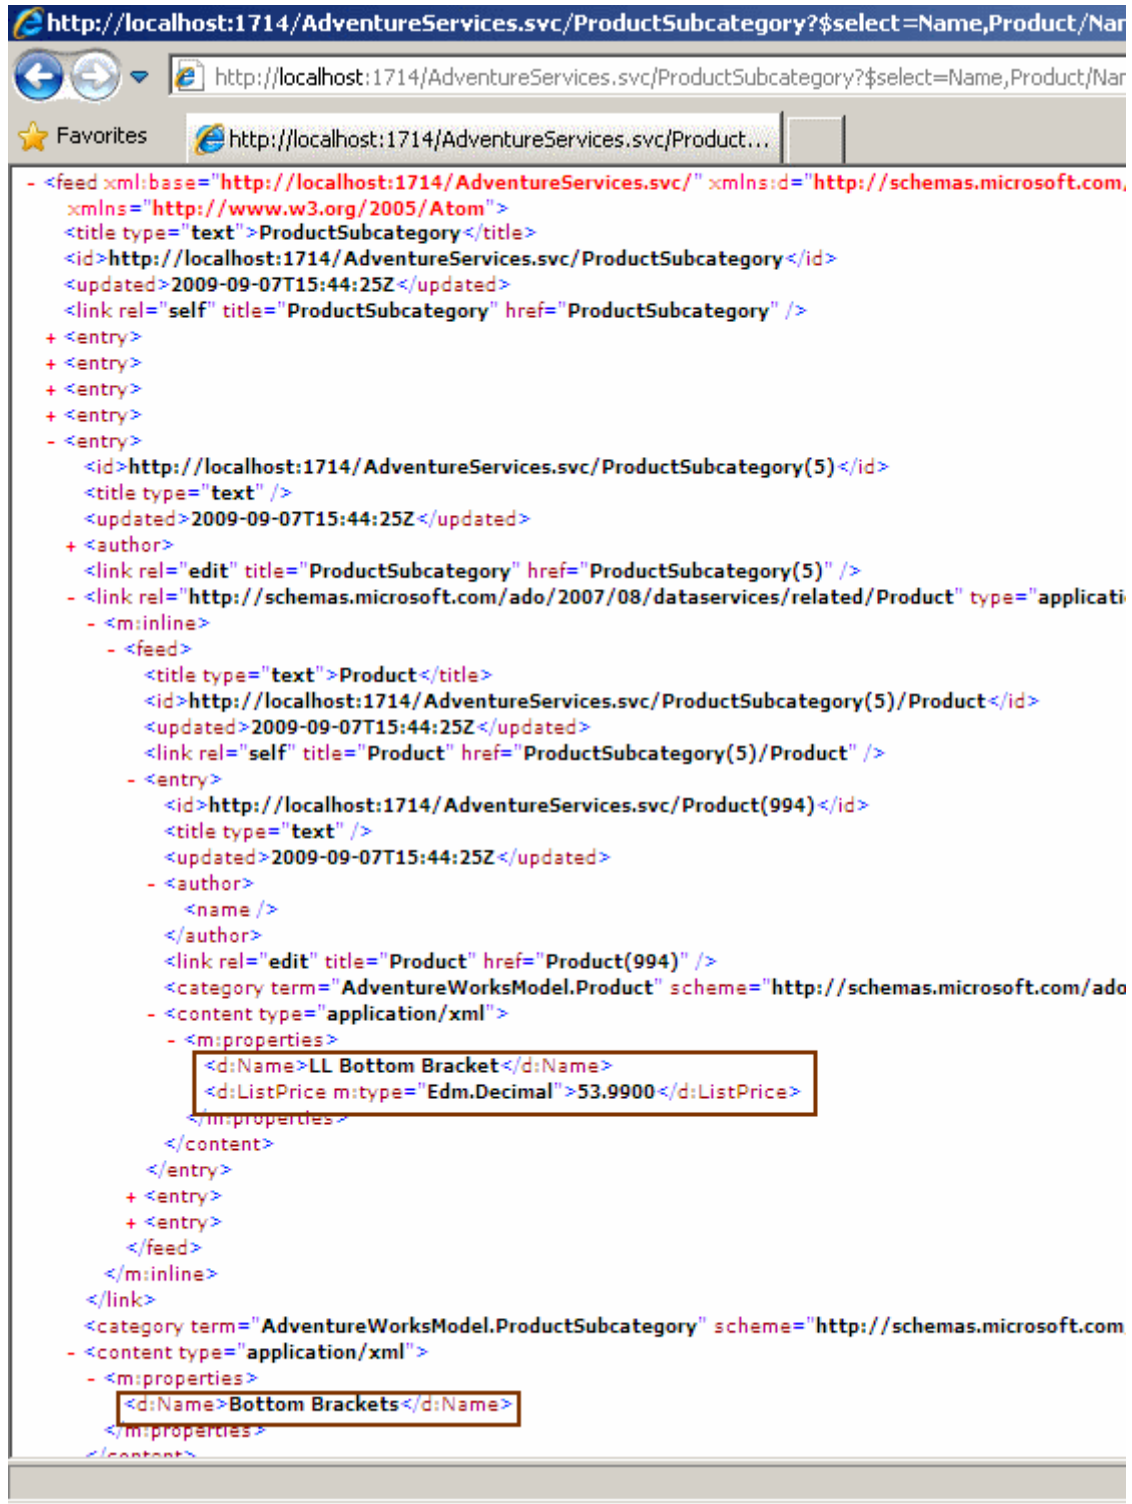 http://localhost:1714/AdventureServices.svc/ProductSubcategory?$select=Name,Product/Nar
http://localhost:1714/AdventureServices.svc/ProductSubcategory?$select=Name,Product/Nar
Favorites
http://localhost:1714/AdventureServices.svc/Product...
- <feed xml:base="http://localhost:1714/AdventureServices.svc/" xmlns:d="http://schemas.microsoft.com/
xmlns="http://www.w3.org/2005/Atom">
<title type="text">ProductSubcategory</title>
<id>http://localhost:1714/AdventureServices.svc/ProductSubcategory</id>
<updated>2009-09-07T15:44:25Z</updated>
<link rel="self" title="ProductSubcategory" href="ProductSubcategory" />
+ <entry>
+ <entry>
+ <entry>
+ <entry>
- <entry>
<id>http://localhost:1714/AdventureServices.svc/ProductSubcategory(5)</id>
<title type="text" />
<updated>2009-09-07T15:44:25Z</updated>
+ <author>
<link rel="edit" title="ProductSubcategory" href="ProductSubcategory(5)" />
- <link rel="http://schemas.microsoft.com/ado/2007/08/dataservices/related/Product" type="applicati
- <m:inline>
- <feed>
<title type="text">Product</title>
<id>http://localhost:1714/AdventureServices.svc/ProductSubcategory(5)/Product</id>
<updated>2009-09-07T15:44:25Z</updated>
<link rel="self" title="Product" href="ProductSubcategory(5)/Product" />
- <entry>
<id>http://localhost:1714/AdventureServices.svc/Product(994)</id>
<title type="text" />
<updated>2009-09-07T15:44:25Z</updated>
- <author>
<name />
</author>
<link rel="edit" title="Product" href="Product(994)" />
<category term="AdventureWorksModel.Product" scheme="http://schemas.microsoft.com/ado
- <content type="application/xml">
- <m:properties>
<d:Name>LL Bottom Bracket</d:Name>
<d:ListPrice m:type="Edm.Decimal">53.9900</d:ListPrice>
</m:properties>
</content>
</entry>
+ <entry>
+ <entry>
</feed>
</m:inline>
</link>
<category term="AdventureWorksModel.ProductSubcategory" scheme="http://schemas.microsoft.com
- <content type="application/xml">
- <m:properties>
<d:Name>Bottom Brackets</d:Name>
</m:properties>
</content>